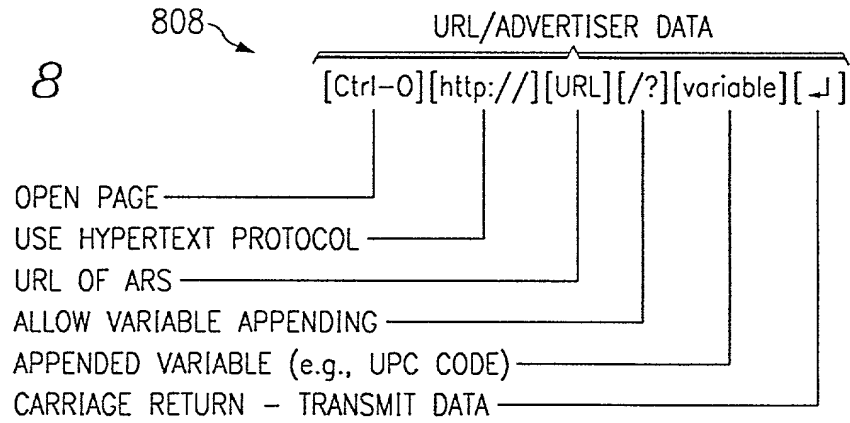 808
URL/ADVERTISER DATA
8
[Ctrl-O][http://][URL][/?][variable][↵]
OPEN PAGE
USE HYPERTEXT PROTOCOL
URL OF ARS
ALLOW VARIABLE APPENDING
APPENDED VARIABLE (e.g., UPC CODE)
CARRIAGE RETURN – TRANSMIT DATA